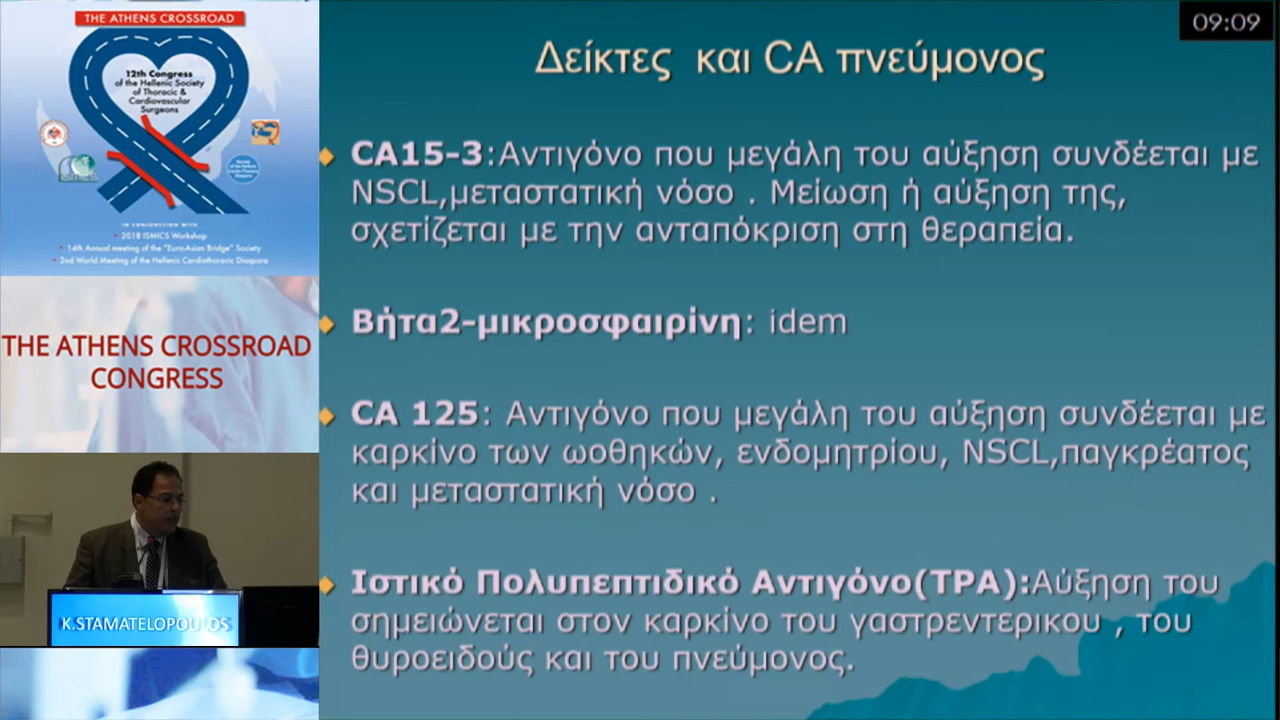 THE ATHENS CROSSROAD
12th Congress
of the Hellenic Society
of Thoracic &
Cardiovascular
Surgeons
IN CONJUNCTION WITH
• 2018 ISMICS Workshop
• 14th Annual meeting of the "Euro-Asian Bridge" Society
• 2nd World Meeting of the Hellenic Cardiothoracic Diaspora
THE ATHENS CROSSROAD
CONGRESS
K.STAMATELOPOULOS
09:09
Δείκτες και CA πνεύμονος
CA15-3:Αντιγόνο που μεγάλη του αύξηση συνδέεται με
NSCL,μεταστατική νόσο . Μείωση ή αύξηση της,
σχετίζεται με την ανταπόκριση στη θεραπεία.
Βήτα2-μικροσφαιρίνη: idem
CA 125: Αντιγόνο που μεγάλη του αύξηση συνδέεται με
καρκίνο των ωοθηκών, ενδομητρίου, NSCL,παγκρέατος
και μεταστατική νόσο .
Ιστικό Πολυπεπτιδικό Αντιγόνο(TPA):Αύξηση του
σημειώνεται στον καρκίνο του γαστρεντερικου , του
θυροειδούς και του πνεύμονος.